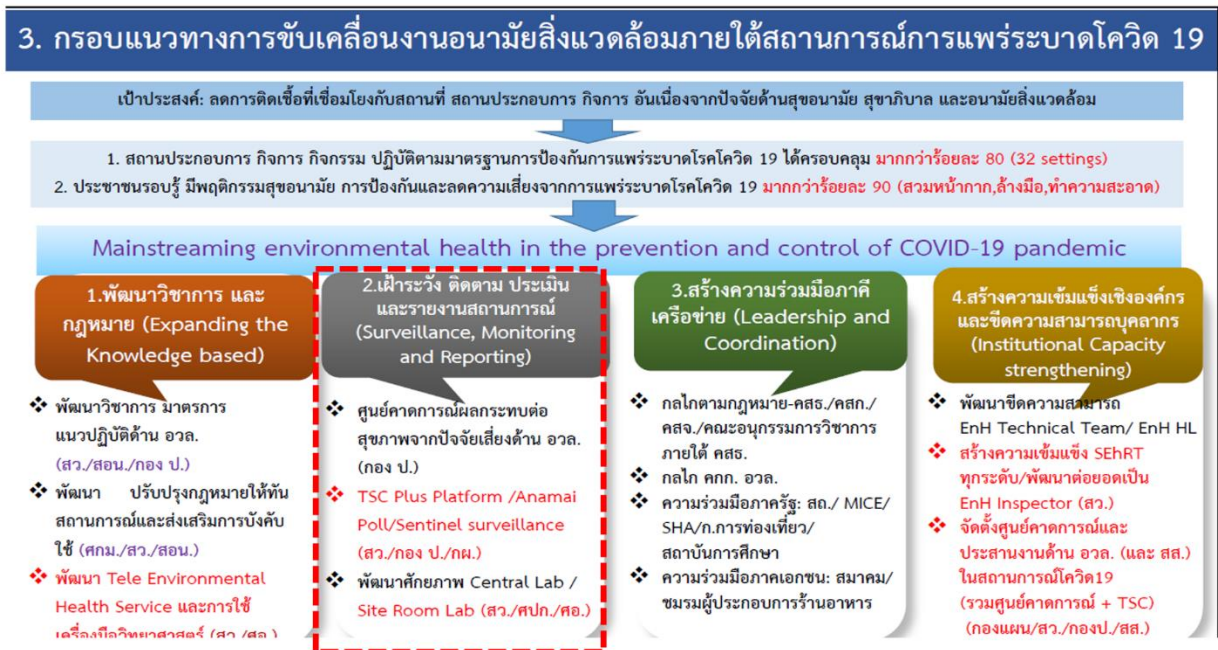 3. กรอบแนวทางการขับเคลื่อนงานอนามัยสิ่งแวดล้อมภายใต้สถานการณ์การแพร่ระบาดโควิด 19
เป้าประสงค์: ลดการติดเชื้อที่เชื่อมโยงกับสถานที่ สถานประกอบการ กิจการ อันเนื่องจากปัจจัยด้านสุขอนามัย สุขาภิบาล และอนามัยสิ่งแวดล้อม
1. สถานประกอบการ กิจการ กิจกรรม ปฏิบัติตามมาตรฐานการป้องกันการแพร่ระบาดโรคโควิด 19 ได้ครอบคลุม มากกว่าร้อยละ 80 (32 settings)
2. ประชาชนรอบรู้ มีพฤติกรรมสุขอนามัย การป้องกันและลดความเสี่ยงจากการแพร่ระบาดโรคโควิด 19 มากกว่าร้อยละ 90 (สวมหน้ากาก,ล้างมือ,ทำความสะอาด)
Mainstreaming environmental health in the prevention and control of COVID-19 pandemic
1.พัฒนาวิชาการ และ
กฎหมาย (Expanding the
Knowledge based)
❖ พัฒนาวิชาการ มาตรการ
แนวปฏิบัติด้าน อวล.
(สว./สอน./กอง ป.)
❖ พัฒนา ปรับปรุงกฎหมายให้ทัน
สถานการณ์และส่งเสริมการบังคับ
ใช้ (ศกม./สว./สอน.)
❖ พัฒนา Tele Environmental
Health Service และการใช้
เครื่องมือวิทยาศาสตร์ (สว./ศอ.)
2.เฝ้าระวัง ติดตาม ประเมิน
และรายงานสถานการณ์
(Surveillance, Monitoring
and Reporting)
❖ ศูนย์คาดการณ์ผลกระทบต่อ
สุขภาพจากปัจจัยเสี่ยงด้าน อวล.
(กอง ป.)
❖ TSC Plus Platform /Anamai
Poll/Sentinel surveillance
(สว./กอง ป./กผ.)
❖ พัฒนาศักยภาพ Central Lab /
Site Room Lab (สว./ศปก./ศอ.)
3.สร้างความร่วมมือภาคี
เครือข่าย (Leadership and
Coordination)
❖ กลไกตามกฎหมาย-คสธ./คสก./
คสจ./คณะอนุกรรมการวิชาการ
ภายใต้ คสธ.
❖ กลไก คกก. อวล.
❖ ความร่วมมือภาครัฐ: สถ./ MICE/
SHA/ก.การท่องเที่ยว/
สถาบันการศึกษา
❖ ความร่วมมือภาคเอกชน: สมาคม/
ชมรมผู้ประกอบการร้านอาหาร
4.สร้างความเข้มแข็งเชิงองค์กร
และขีดความสามารถบุคลากร
(Institutional Capacity
strengthening)
❖ พัฒนาขีดความสามารถ
EnH Technical Team/ EnH HL
❖ สร้างความเข้มแข็ง SEhRT
ทุกระดับ/พัฒนาต่อยอดเป็น
EnH Inspector (สว.)
❖ จัดตั้งศูนย์คาดการณ์และ
ประสานงานด้าน อวล. (และ สส.)
ในสถานการณ์โควิด19
(รวมศูนย์คาดการณ์ + TSC)
(กองแผน/สว./กองป./สส.)